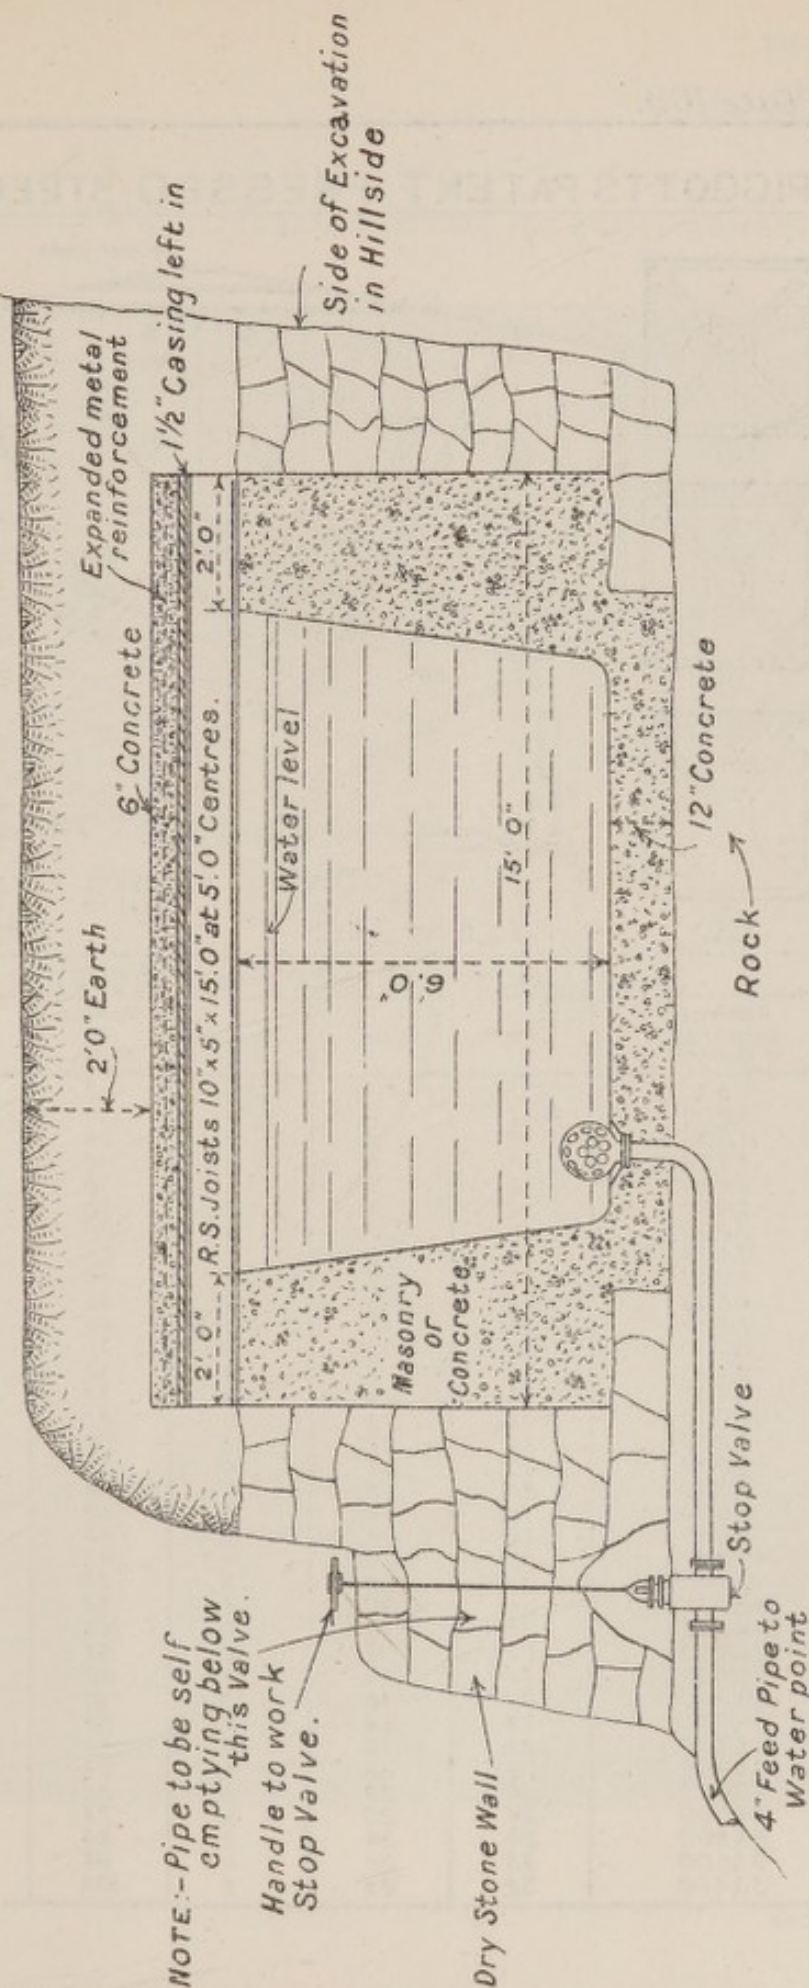 Side of Excavation
in Hillside
1½" Casing left in
Expanded metal
reinforcement
6" Concrete
2'0" Earth
2'0"
R.S. Joists 10" x 5" x 15'.0" at 5'.0" Centres.
2'0"
Water level
15' 0"
6'.0"
Masonry
or
Concrete
12" Concrete
Rock
NOTE:- Pipe to be self
emptying below
this Valve.
Handle to work
Stop Valve.
Dry Stone Wall
Stop Valve
4" Feed Pipe to
Water point